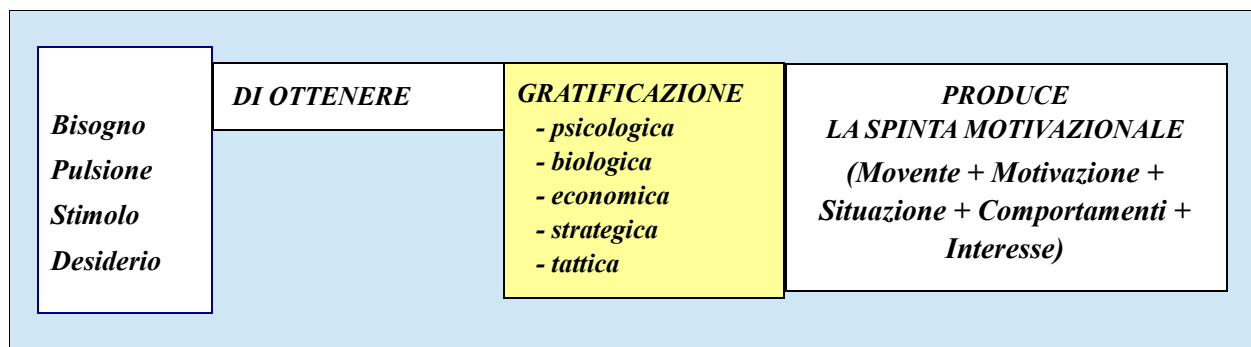 Bisogno
Pulsione
Stimolo
Desiderio
DI OTTENERE
GRATIFICAZIONE
- psicologica
- biologica
- economica
- strategica
- tattica
PRODUCE
LA SPINTA MOTIVAZIONALE
(Movente + Motivazione +
Situazione + Comportamenti +
Interesse)